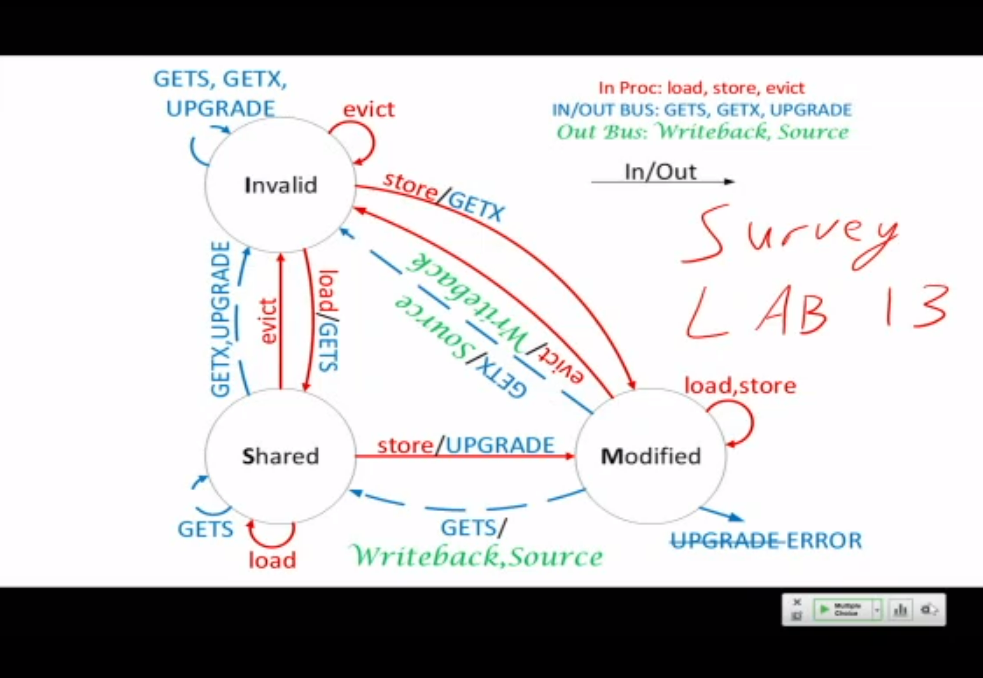 GETS, GETX,
UPGRADE
evict
In Proc: load, store, evict
IN/OUT BUS: GETS, GETX, UPGRADE
Out Bus: Writeback, Source
In/Out
Invalid
store/GETX
Survey
LAB 13
GETX,UPGRADE
evict
load/GETS
evict/Writeback
GETX/Source
load,store
Shared
store/UPGRADE
Modified
GETS
load
GETS/
Writeback,Source
UPGRADE ERROR
Multiple
Choice